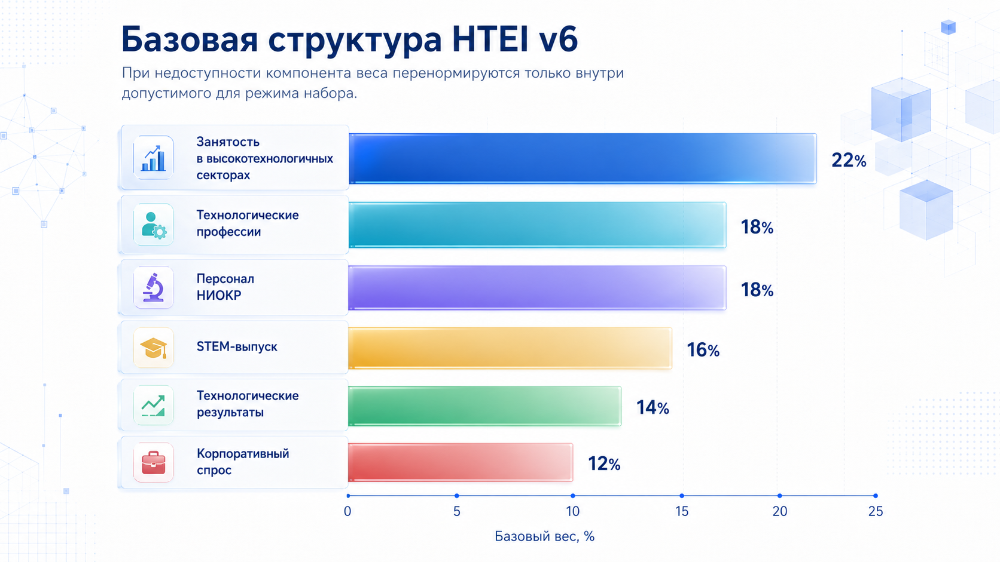 Базовая структура HTEI v6
При недоступности компонента веса перенормируются только внутри
допустимого для режима набора.
Занятость
в высокотехнологичных
секторах
22%
Технологические
профессии
18%
Персонал
НИОКР
18%
STEM-выпуск
16%
Технологические
результаты
14%
Корпоративный
спрос
12%
0 5 10 15 20 25
Базовый вес, %